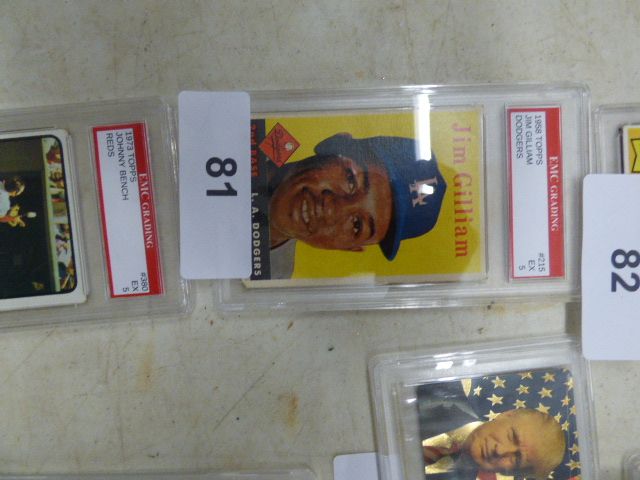 1973 TOPPS
JOHNNY BENCH
REDS
EMC GRADING
#380
EX
5
81
Jim Gilliam
L. A. DODGERS
LA
1958 TOPPS
JIM GILLIAM
DODGERS
EMC GRADING
#215
EX
5
82